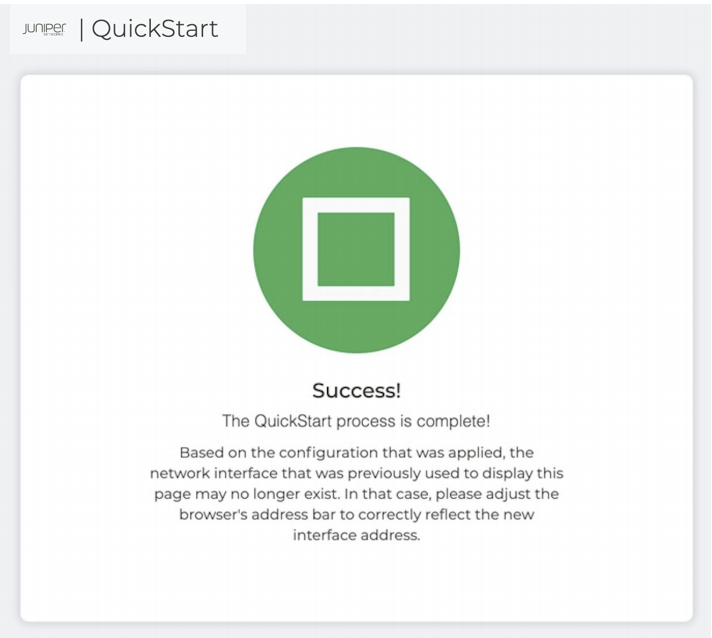 JUNIPER NETWORKS | QuickStart
Success!
The QuickStart process is complete!
Based on the configuration that was applied, the
network interface that was previously used to display this
page may no longer exist. In that case, please adjust the
browser's address bar to correctly reflect the new
interface address.